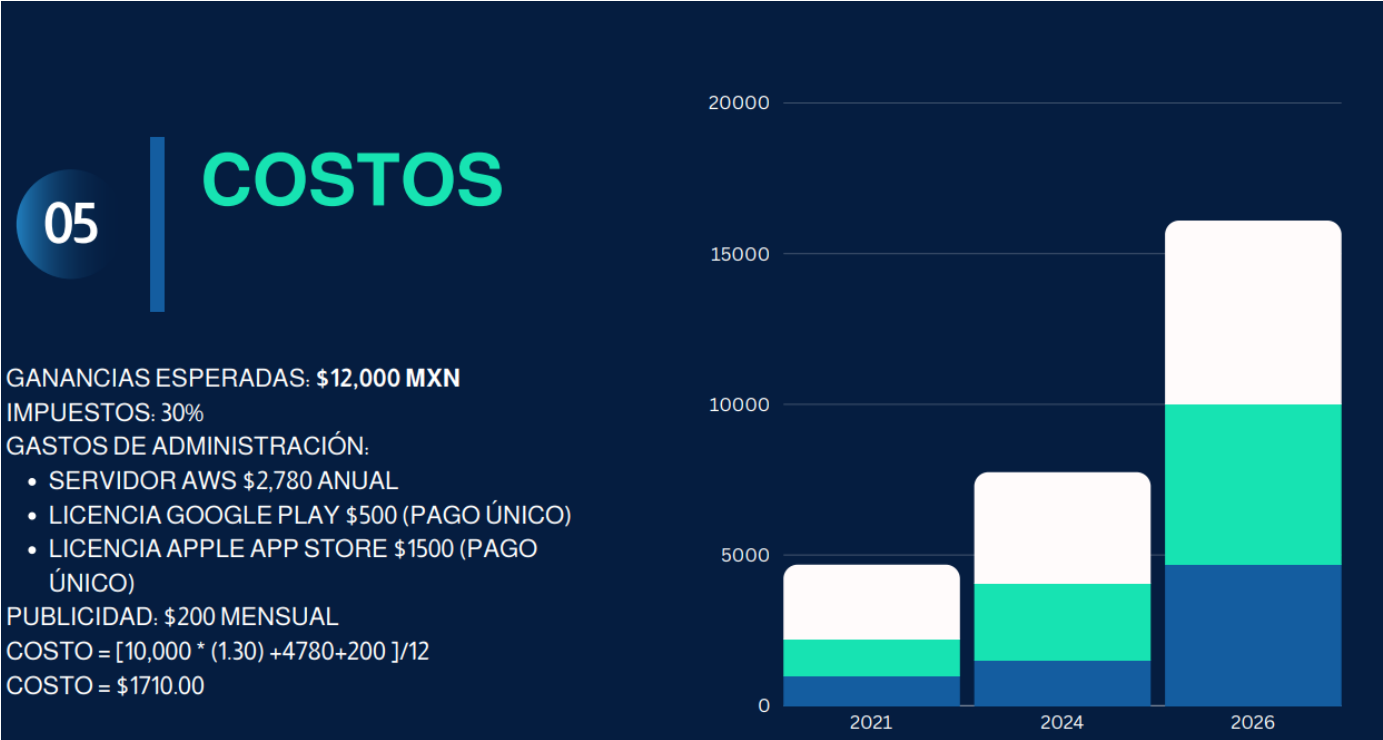 05
COSTOS
GANANCIAS ESPERADAS: $12,000 MXN
IMPUESTOS: 30%
GASTOS DE ADMINISTRACIÓN:
• SERVIDOR AWS $2,780 ANUAL
• LICENCIA GOOGLE PLAY $500 (PAGO ÚNICO)
• LICENCIA APPLE APP STORE $1500 (PAGO
ÚNICO)
PUBLICIDAD: $200 MENSUAL
COSTO = [10,000 * (1.30) +4780+200 ]/12
COSTO = $1710.00
20000
15000
10000
5000
0
2021 2024 2026